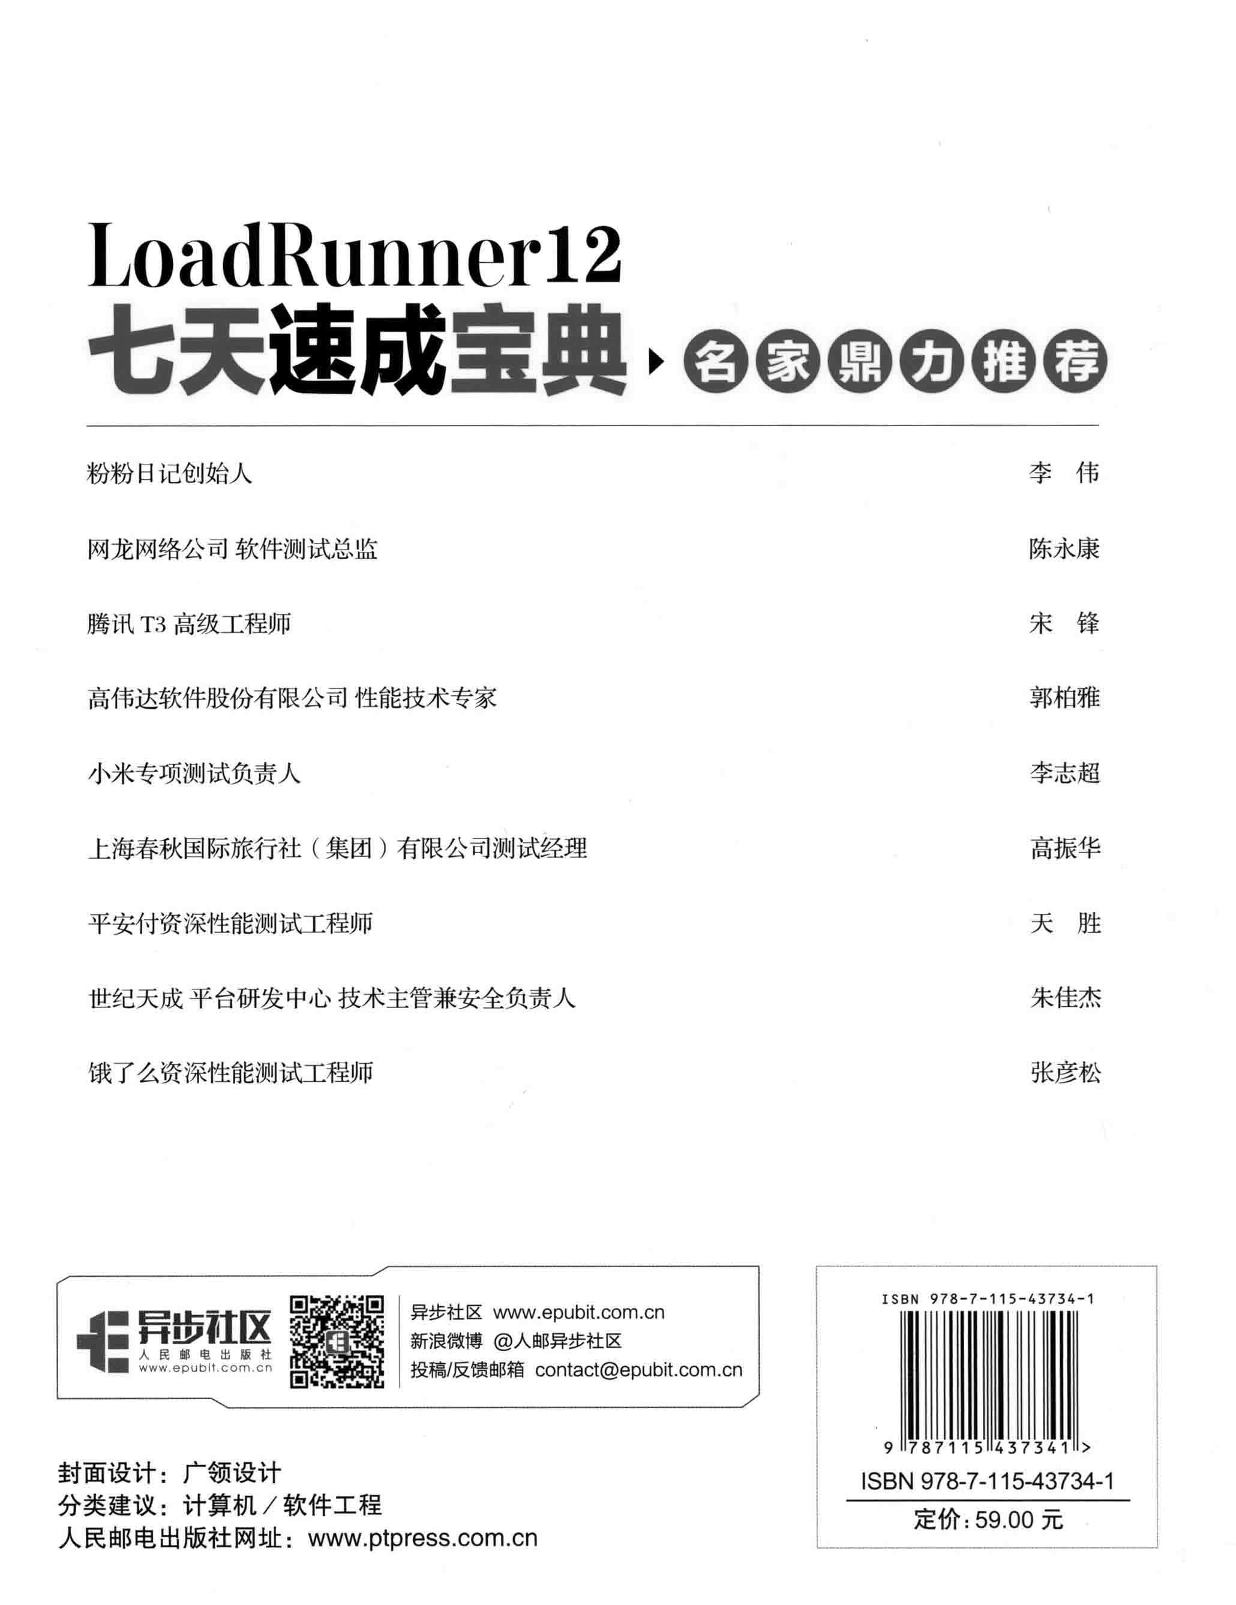 LoadRunner12
七天速成宝典 名家鼎力推荐
粉粉日记创始人 李 伟
网龙网络公司 软件测试总监 陈永康
腾讯 T3 高级工程师 宋 锋
高伟达软件股份有限公司 性能技术专家 郭柏雅
小米专项测试负责人 李志超
上海春秋国际旅行社（集团）有限公司测试经理 高振华
平安付资深性能测试工程师 天 胜
世纪天成 平台研发中心 技术主管兼安全负责人 朱佳杰
饿了么资深性能测试工程师 张彦松
异步社区
人民邮电出版社
www.epubit.com.cn
异步社区 www.epubit.com.cn
新浪微博 @人邮异步社区
投稿/反馈邮箱 contact@epubit.com.cn
封面设计：广领设计
分类建议：计算机／软件工程
人民邮电出版社网址：www.ptpress.com.cn
ISBN 978-7-115-43734-1
9 787115 437341 >
ISBN 978-7-115-43734-1
定价：59.00 元